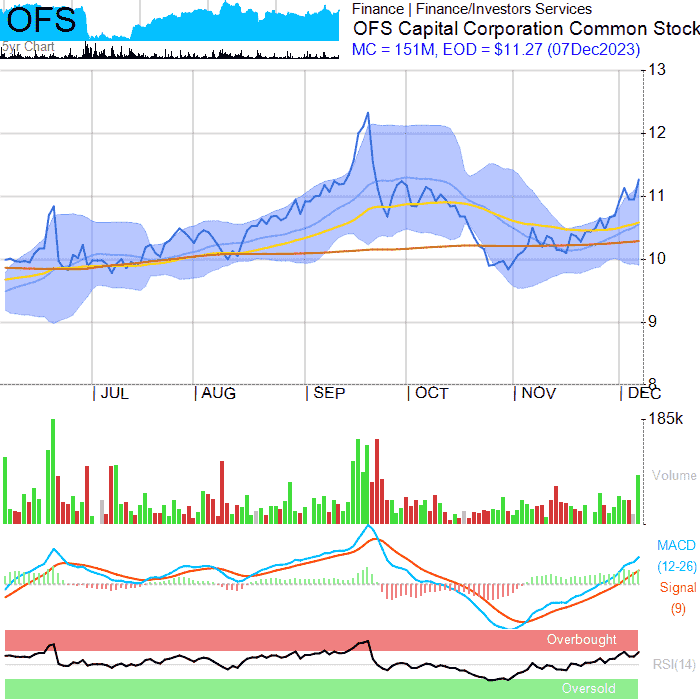 OFS
5yr Chart
Finance | Finance/Investors Services
OFS Capital Corporation Common Stock
MC = 151M, EOD = $11.27 (07Dec2023)
13
12
11
10
9
8
JUL AUG SEP OCT NOV DEC
185k
Volume
MACD
(12-26)
Signal
(9)
Overbought
RSI(14)
Oversold